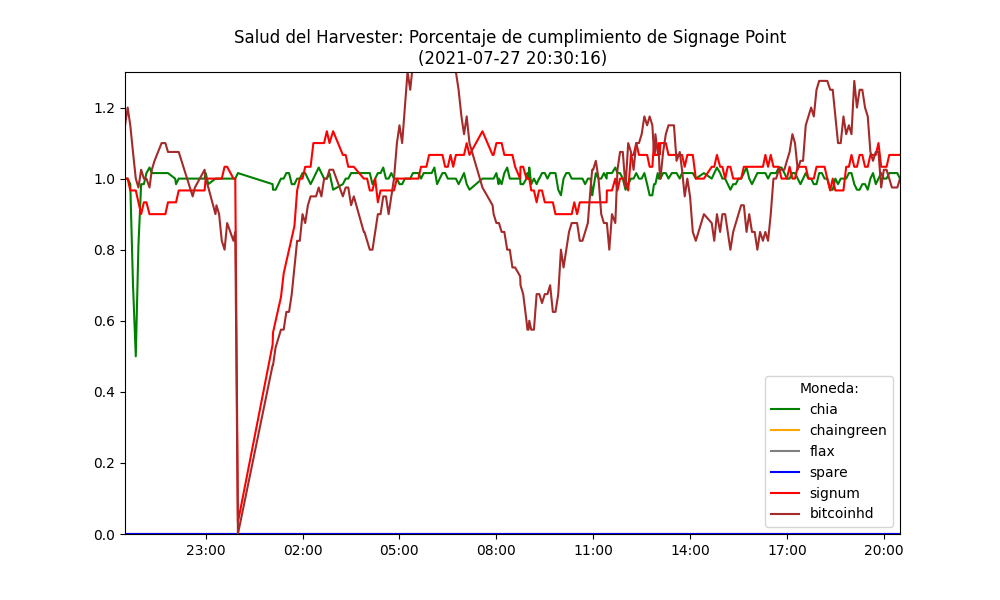 Salud del Harvester: Porcentaje de cumplimiento de Signage Point
(2021-07-27 20:30:16)
1.2
1.0
0.8
0.6
0.4
0.2
0.0
Moneda:
chia
chaingreen
flax
spare
signum
bitcoinhd
23:00 02:00 05:00 08:00 11:00 14:00 17:00 20:00